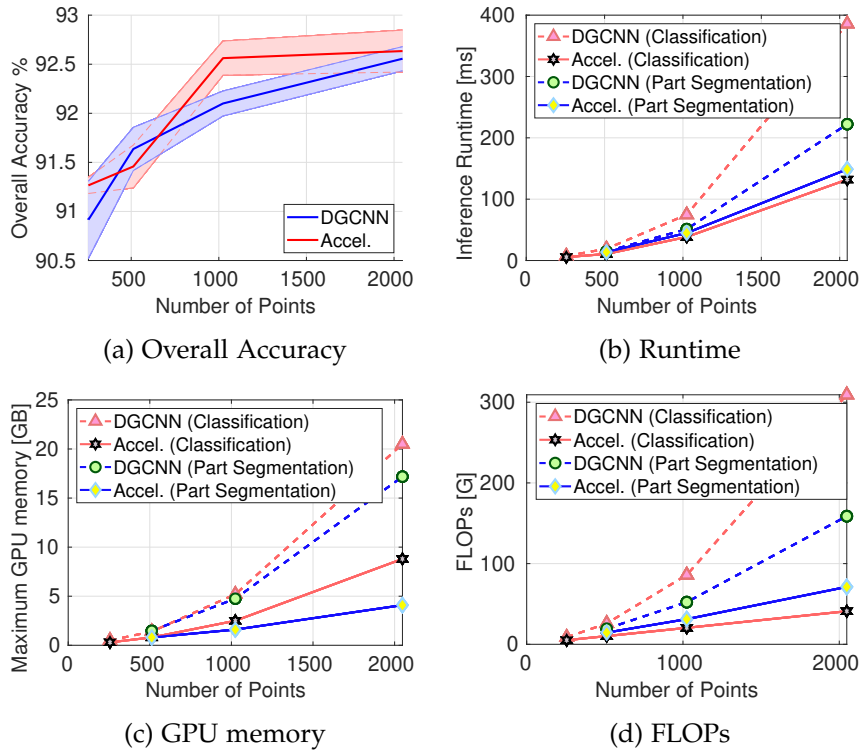 93
92.5
92
91.5
91
90.5
Overall Accuracy %
DGCNN
Accel.
500
1000
1500
2000
Number of Points
(a) Overall Accuracy
400
300
200
100
0
Inference Runtime [ms]
DGCNN (Classification)
Accel. (Classification)
DGCNN (Part Segmentation)
Accel. (Part Segmentation)
0
500
1000
1500
2000
Number of Points
(b) Runtime
25
20
15
10
5
0
Maximum GPU memory [GB]
DGCNN (Classification)
Accel. (Classification)
DGCNN (Part Segmentation)
Accel. (Part Segmentation)
0
500
1000
1500
2000
Number of Points
(c) GPU memory
300
200
100
0
FLOPs [G]
DGCNN (Classification)
Accel. (Classification)
DGCNN (Part Segmentation)
Accel. (Part Segmentation)
0
1000
2000
Number of Points
(d) FLOPs